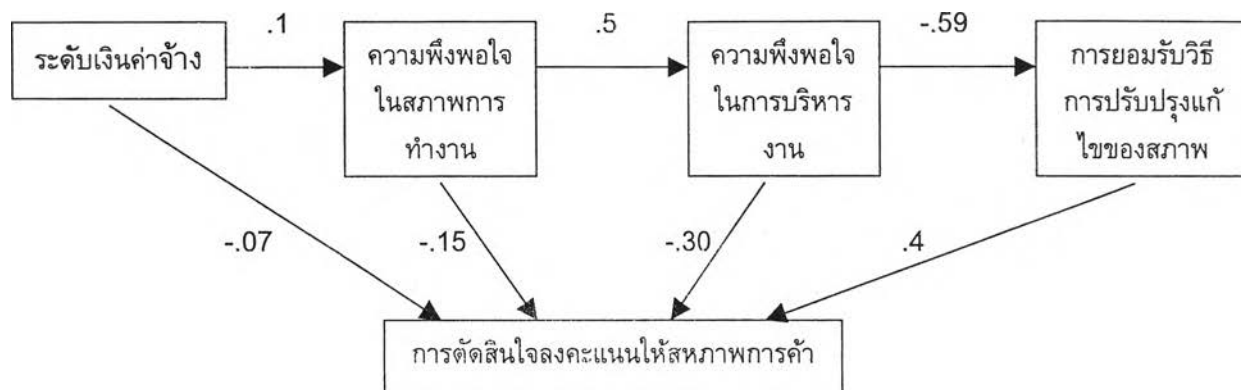 .1
.5
-.59
ระดับเงินค่าจ้าง
ความพึงพอใจ
ในสภาพการ
ทำงาน
ความพึงพอใจ
ในการบริหาร
งาน
การยอมรับวิธี
การปรับปรุงแก้
ไขของสภาพ
-.07
-.15
-.30
.4
การตัดสินใจลงคะแนนให้สหภาพการค้า